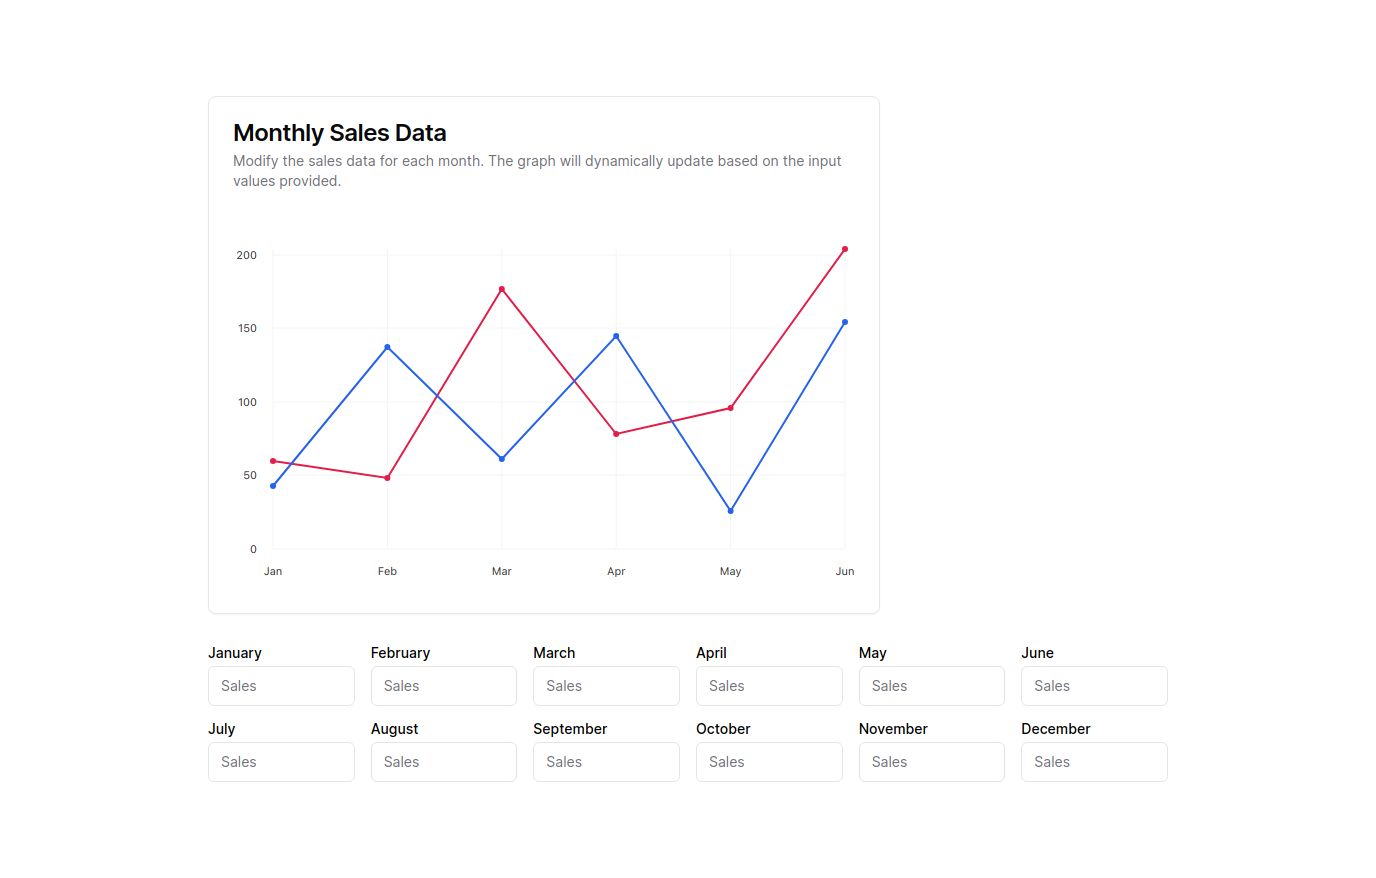 Monthly Sales Data
Modify the sales data for each month. The graph will dynamically update based on the input
values provided.
200
150
100
50
0
Jan Feb Mar Apr May Jun
January February March April May June
Sales Sales Sales Sales Sales Sales
July August September October November December
Sales Sales Sales Sales Sales Sales